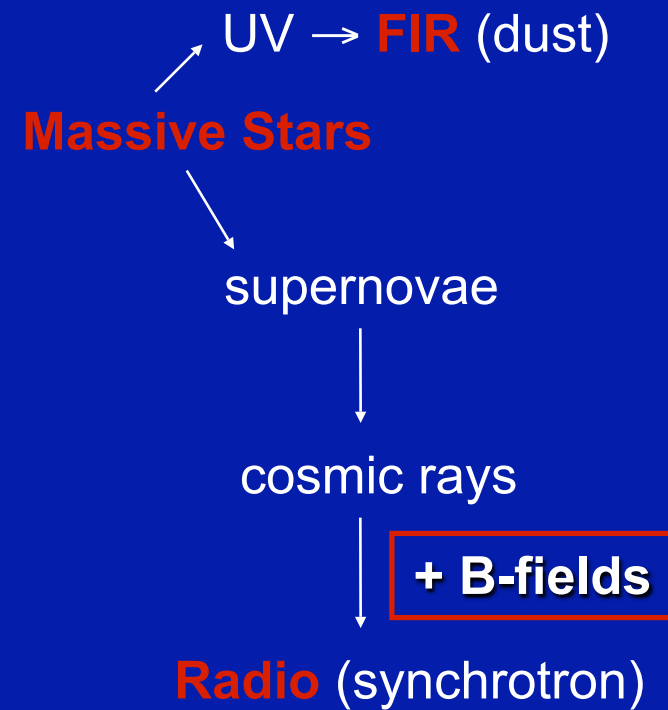 UV → FIR (dust)
Massive Stars
supernovae
cosmic rays
+ B-fields
Radio (synchrotron)